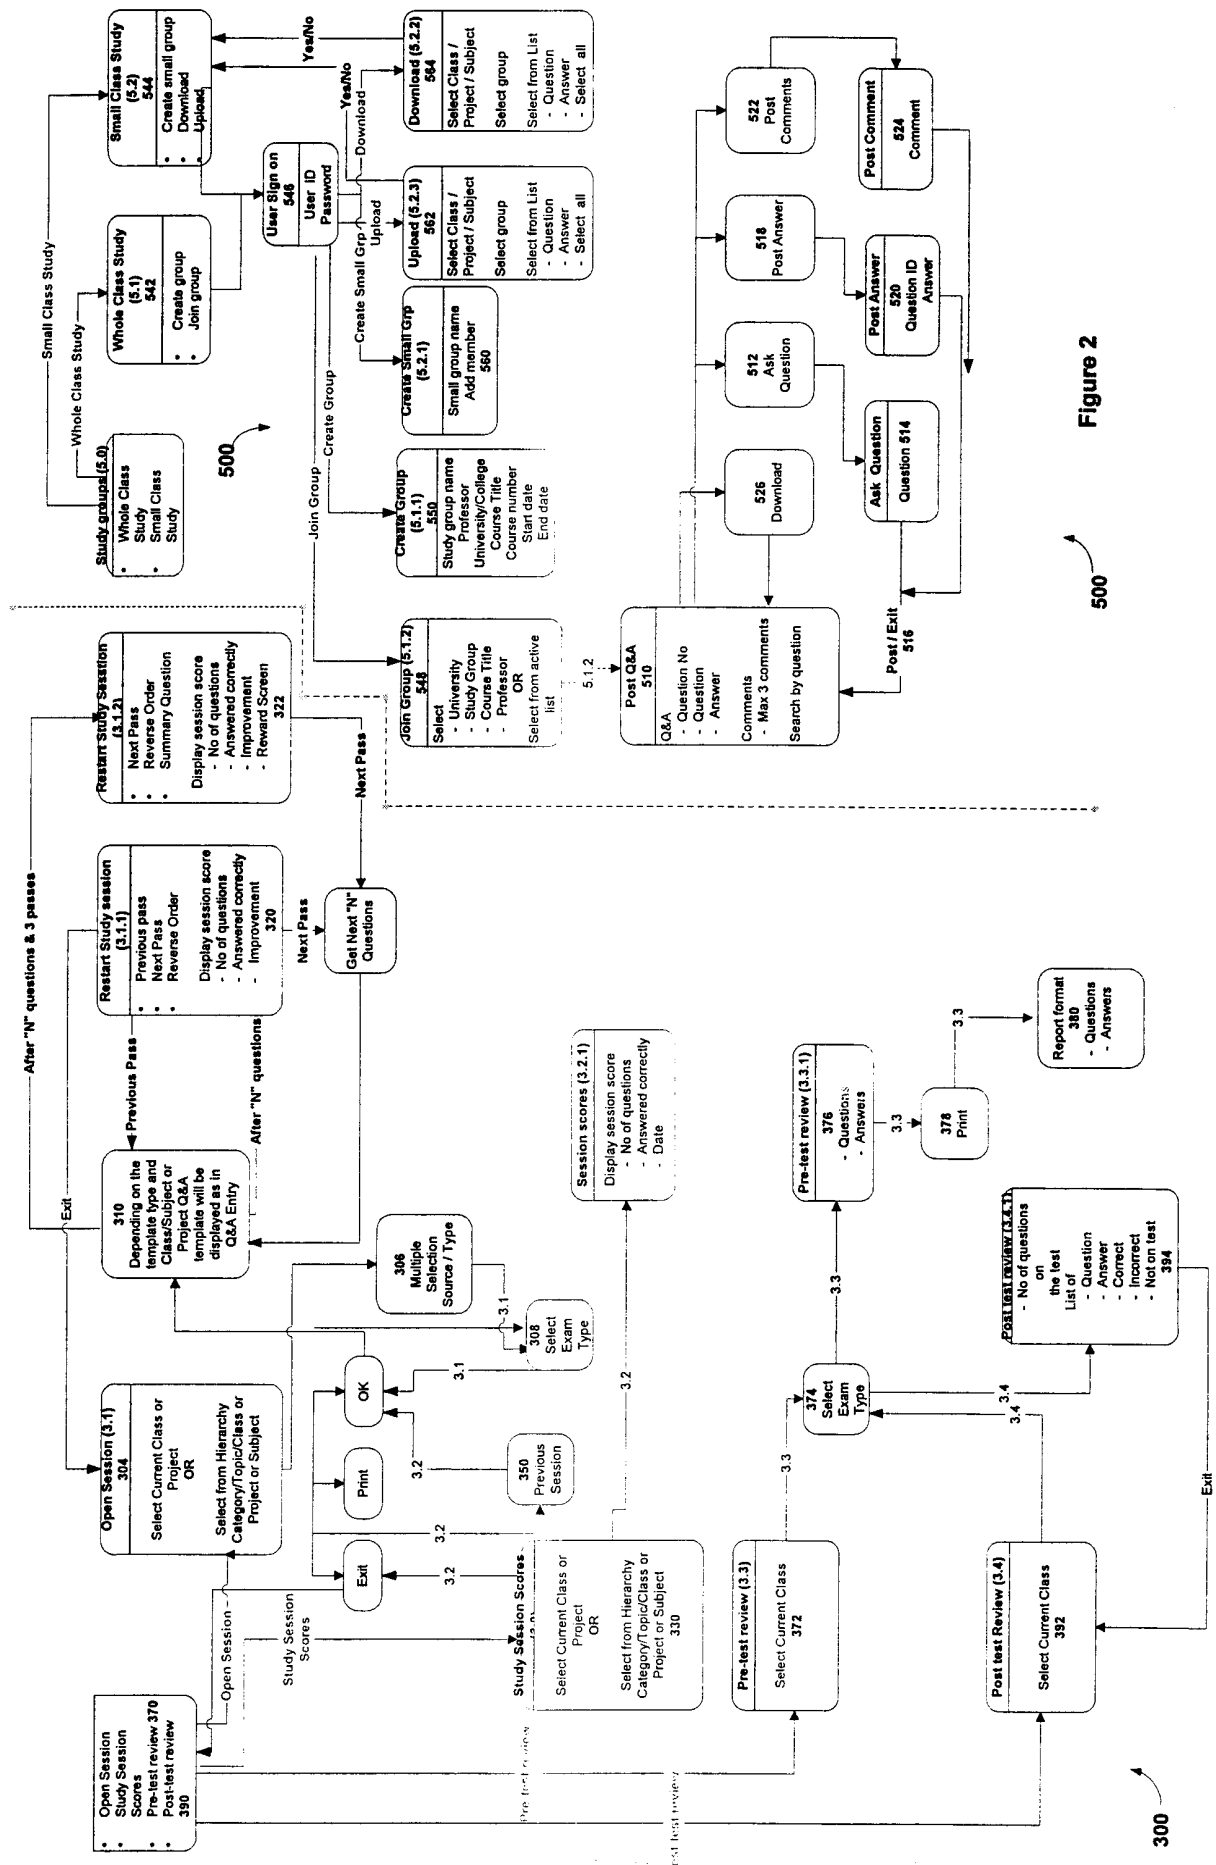 Open Session
Study Session
Scores
Pre-test review 370
Post-test review
390
Open Session
Study Session
Scores
Open Session (3.1)
304
Select Current Class or
Project
OR
Select from Hierarchy
Category/Topic/Class or
Project or Subject
Exit
After "N" questions & 3 passes
310
Depending on the
template type and
Class/Subject or
Project Q&A
template will be
displayed as in
Q&A Entry
Previous Pass
After "N" questions
Restart Study session
(3.1.1)
Previous pass
Next Pass
Reverse Order
Display session score
- No of questions
- Answered correctly
- Improvement
320
Next Pass
Restart Study Session
(3.1.2)
Next Pass
Reverse Order
Summary Question
Display session score
- No of questions
- Answered correctly
- Improvement
- Reward Screen
322
Next Pass
Get Next "N"
Questions
Exit
Print
OK
306
Multiple
Selection
Source / Type
3.1
308
Select
Exam
Type
3.1
3.2
350
Previous
Session
3.2
3.2
Study Session Scores
Select Current Class or
Project
OR
Select from Hierarchy
Category/Topic/Class or
Project or Subject
330
3.2
Session scores (3.2.1)
Display session score
- No of questions
- Answered correctly
- Date
Pre test review
test review
Pre-test review (3.3)
Select Current Class
372
3.3
374
Select
Exam
Type
3.3
Pre-test review (3.3.1)
376
- Questions
- Answers
3.3
378
Print
3.3
Report format
380
- Questions
- Answers
3.4
3.4
Post test Review (3.4)
Select Current Class
392
Post test review (3.4.1)
- No of questions
on
the test
List of
- Question
- Answer
- Correct
- Incorrect
- Not on test
394
Exit
300
Study groups (5.0)
Whole Class
Study
Small Class
Study
Small Class Study
Whole Class Study
500
Whole Class Study
(5.1)
542
Create group
Join group
Small Class Study
(5.2)
544
Create small group
Download
Upload
User Sign on
546
User ID
Password
Yes/No
Yes/No
Join Group
Create Group
Create Small Grp
Upload
Download
Join Group (5.1.2)
548
Select
- University
- Study Group
- Course Title
- Professor
OR
Select from active
list
Create Group
(5.1.1)
550
Study group name
Professor
University/College
Course Title
Course number
Start date
End date
Create Small Grp
(5.2.1)
Small group name
Add member
560
Upload (5.2.3)
562
Select Class /
Project / Subject
Select group
Select from List
- Question
- Answer
- Select all
Download (5.2.2)
564
Select Class /
Project / Subject
Select group
Select from List
- Question
- Answer
- Select all
5.1.2
Post Q&A
510
Q&A
- Question No
- Question
- Answer
Comments
- Max 3 comments
Search by question
526
Download
512
Ask
Question
518
Post Answer
522
Post
Comments
Ask Question
Question 514
Post Answer
520
Question ID
Answer
Post Comment
524
Comment
Post / Exit
516
500
Figure 2